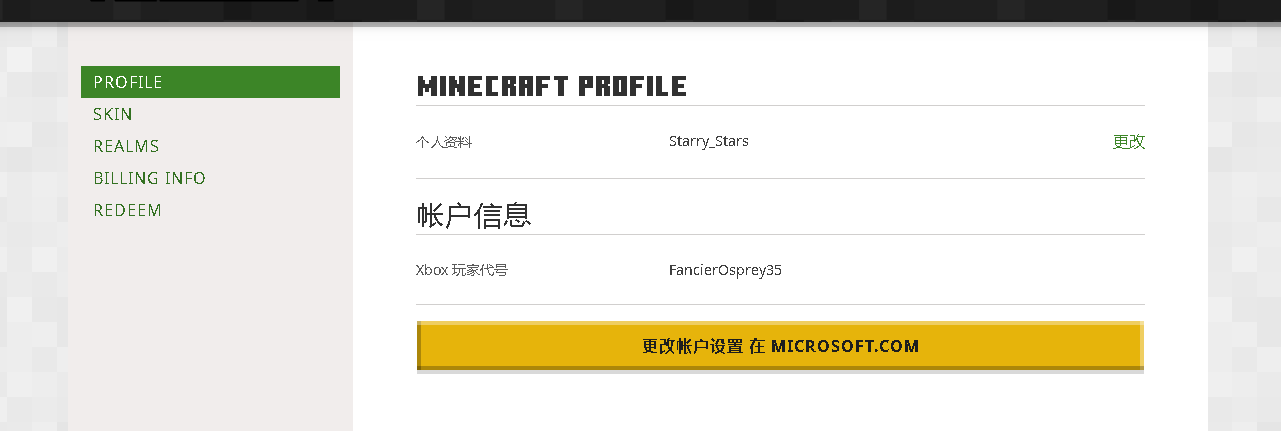 PROFILE
SKIN
REALMS
BILLING INFO
REDEEM
MINECRAFT PROFILE
个人资料 Starry_Stars 更改
帐户信息
Xbox 玩家代号 FancierOsprey35
更改帐户设置 在 MICROSOFT.COM